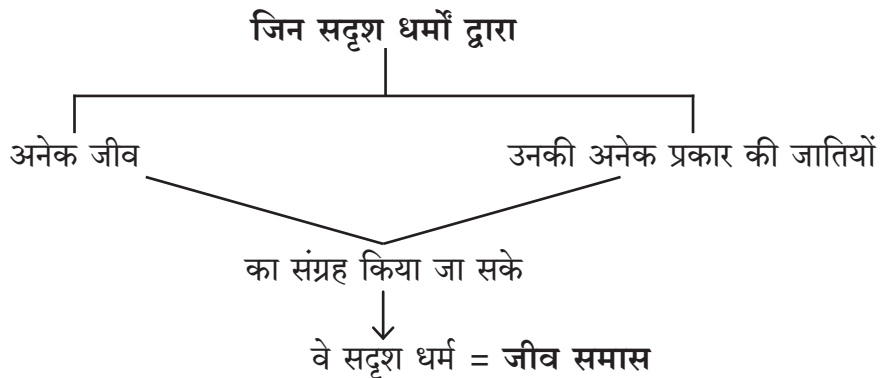 जिन सदृश धर्मों द्वारा
अनेक जीव
उनकी अनेक प्रकार की जातियों
का संग्रह किया जा सके
वे सदृश धर्म = जीव समास